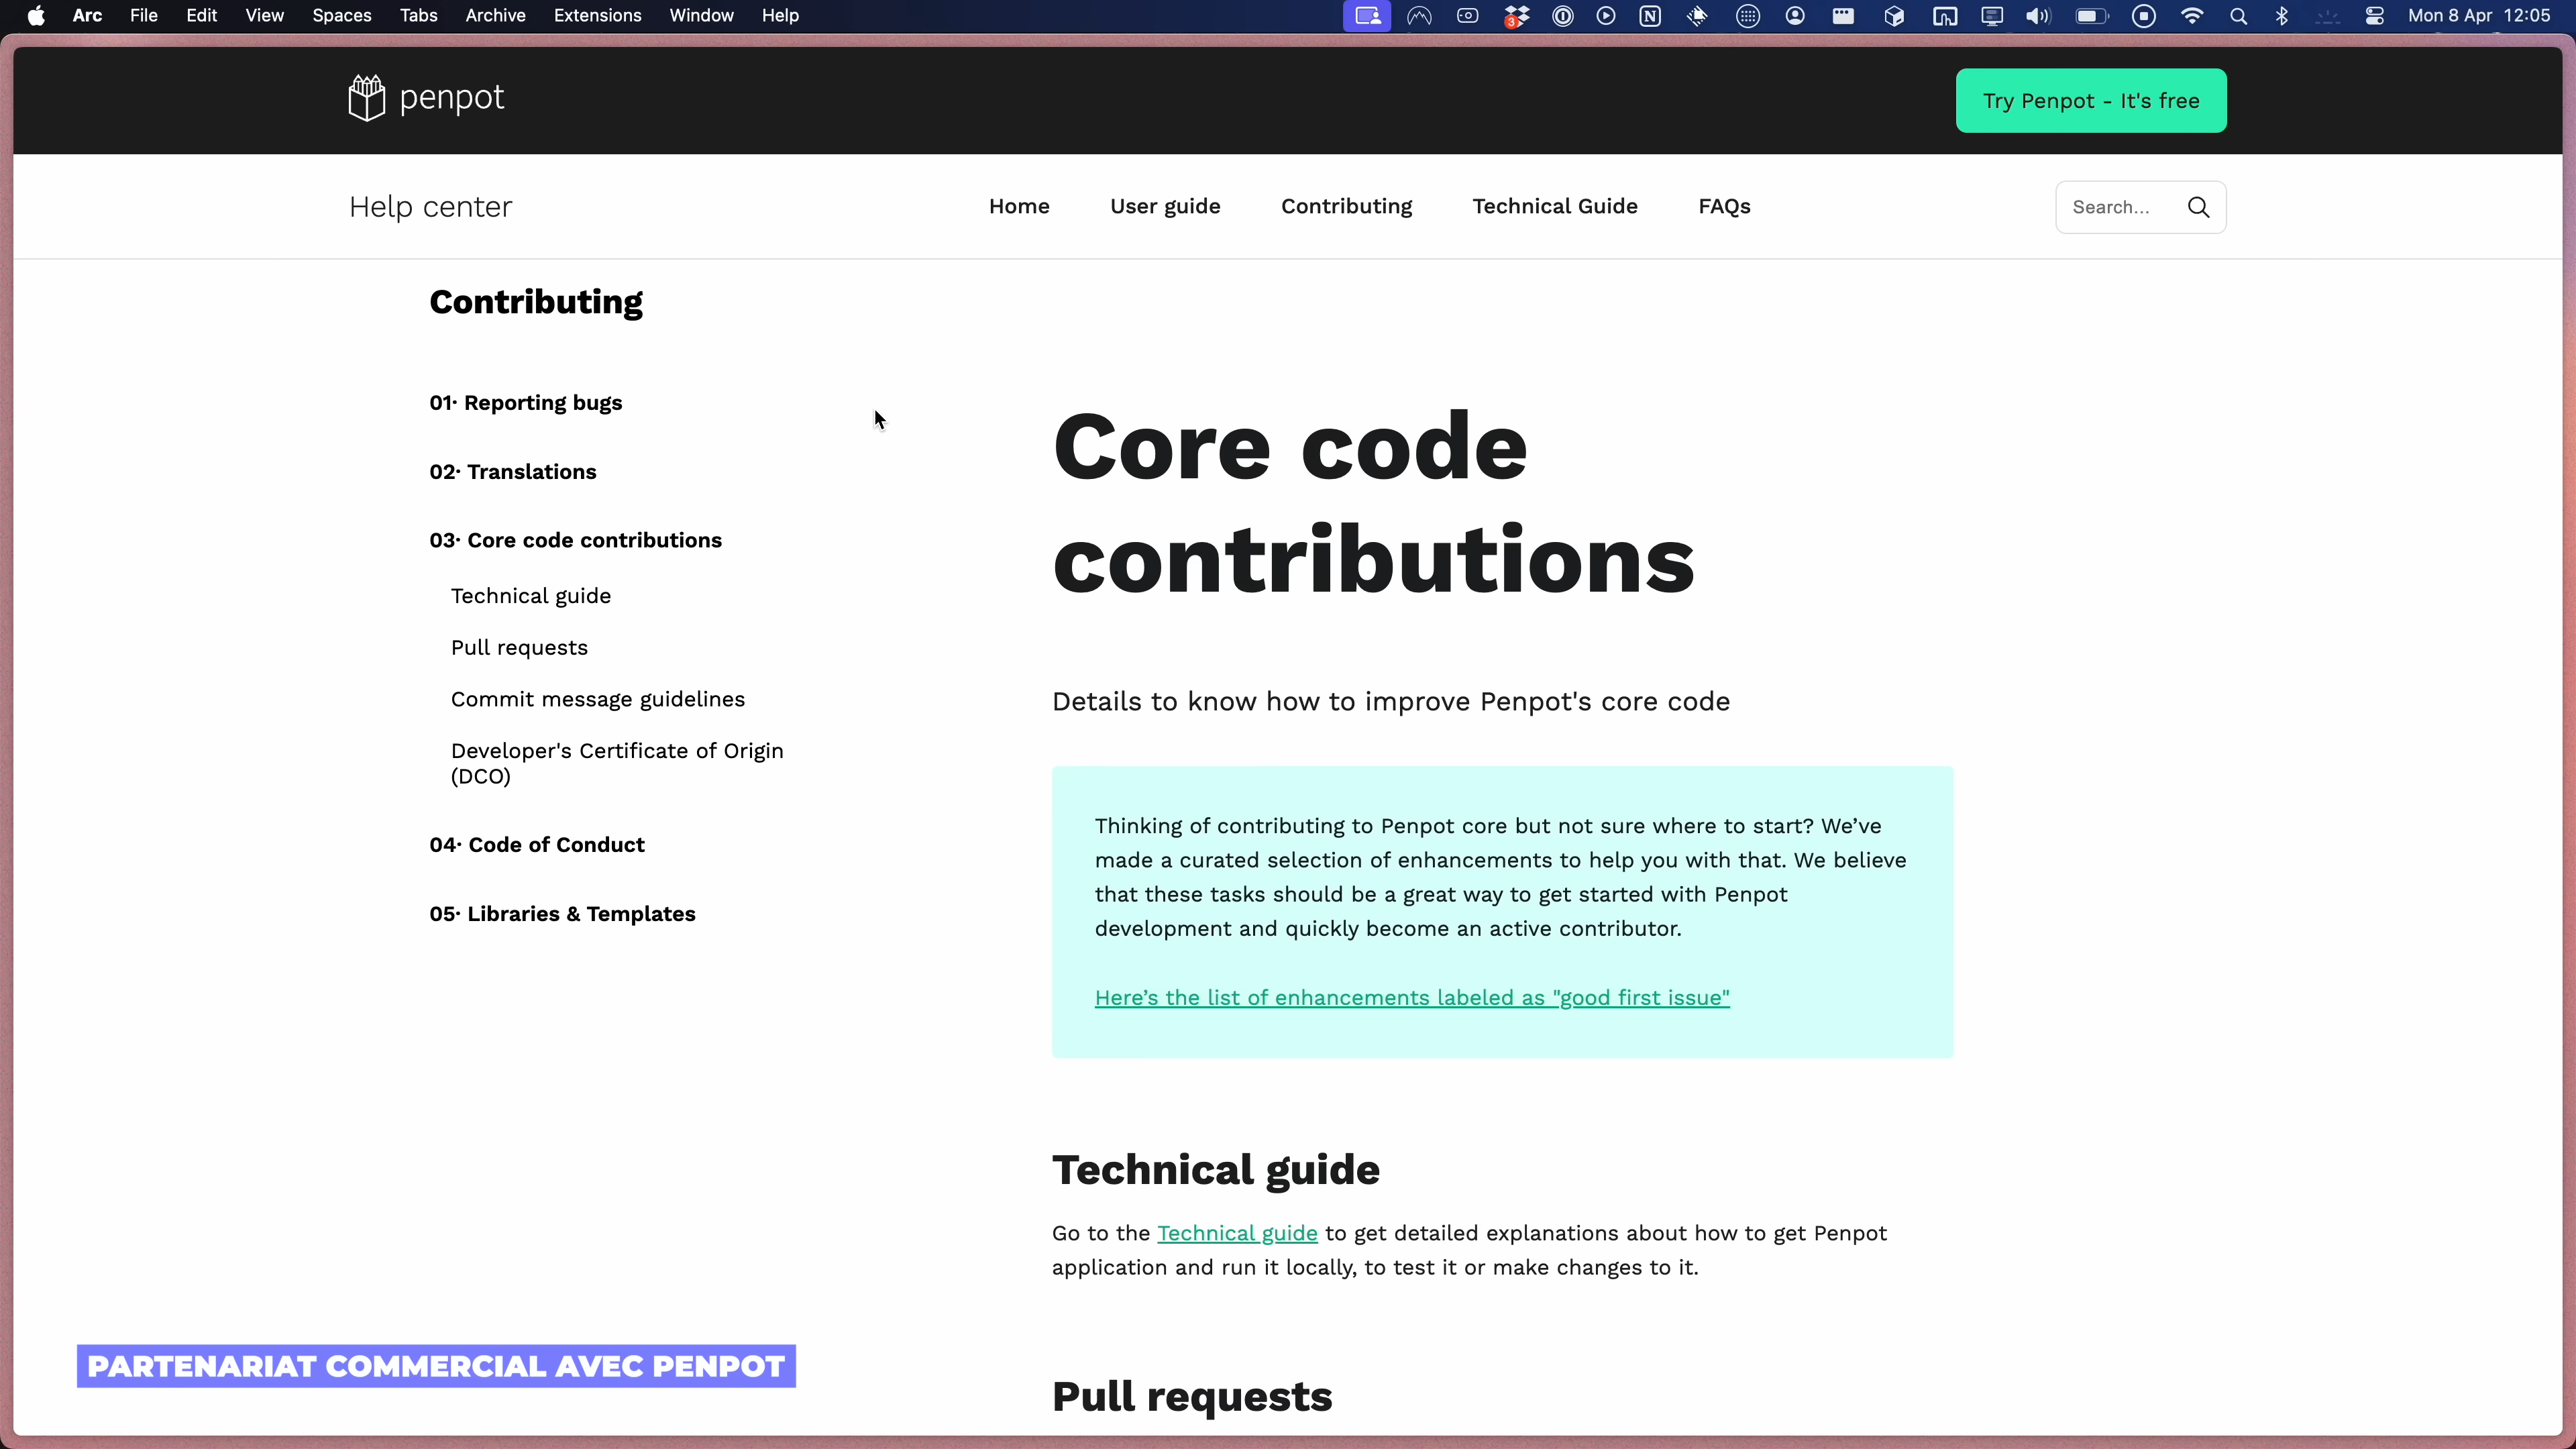 Arc File Edit View Spaces Tabs Archive Extensions Window Help 3 Mon 8 Apr 12:05
penpot
Try Penpot - It's free
Help center
Home User guide Contributing Technical Guide FAQs
Search...
Contributing
01· Reporting bugs
02· Translations
03· Core code contributions
Technical guide
Pull requests
Commit message guidelines
Developer's Certificate of Origin
(DCO)
04· Code of Conduct
05· Libraries & Templates
Core code
contributions
Details to know how to improve Penpot's core code
Thinking of contributing to Penpot core but not sure where to start? We’ve
made a curated selection of enhancements to help you with that. We believe
that these tasks should be a great way to get started with Penpot
development and quickly become an active contributor.
Here’s the list of enhancements labeled as "good first issue"
Technical guide
Go to the Technical guide to get detailed explanations about how to get Penpot
application and run it locally, to test it or make changes to it.
Pull requests
PARTENARIAT COMMERCIAL AVEC PENPOT